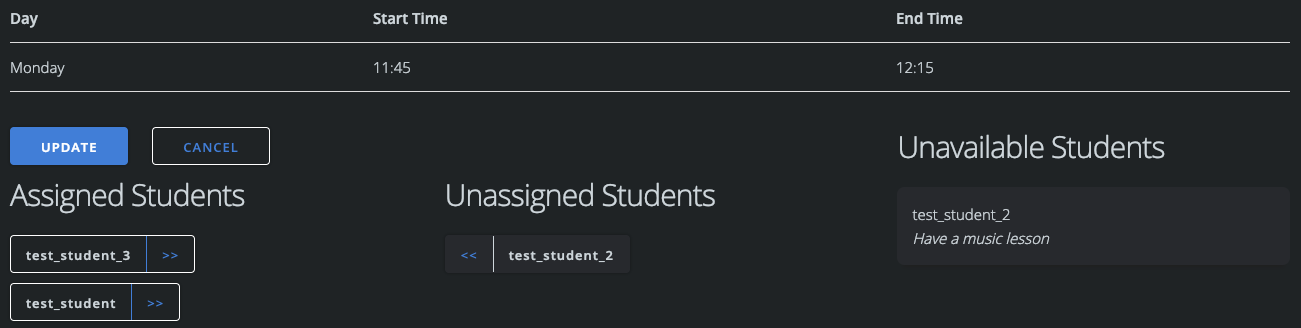 Day Start Time End Time
Monday 11:45 12:15
UPDATE CANCEL
Unavailable Students
test_student_2
Have a music lesson
Assigned Students
test_student_3 >>
test_student >>
Unassigned Students
<< test_student_2